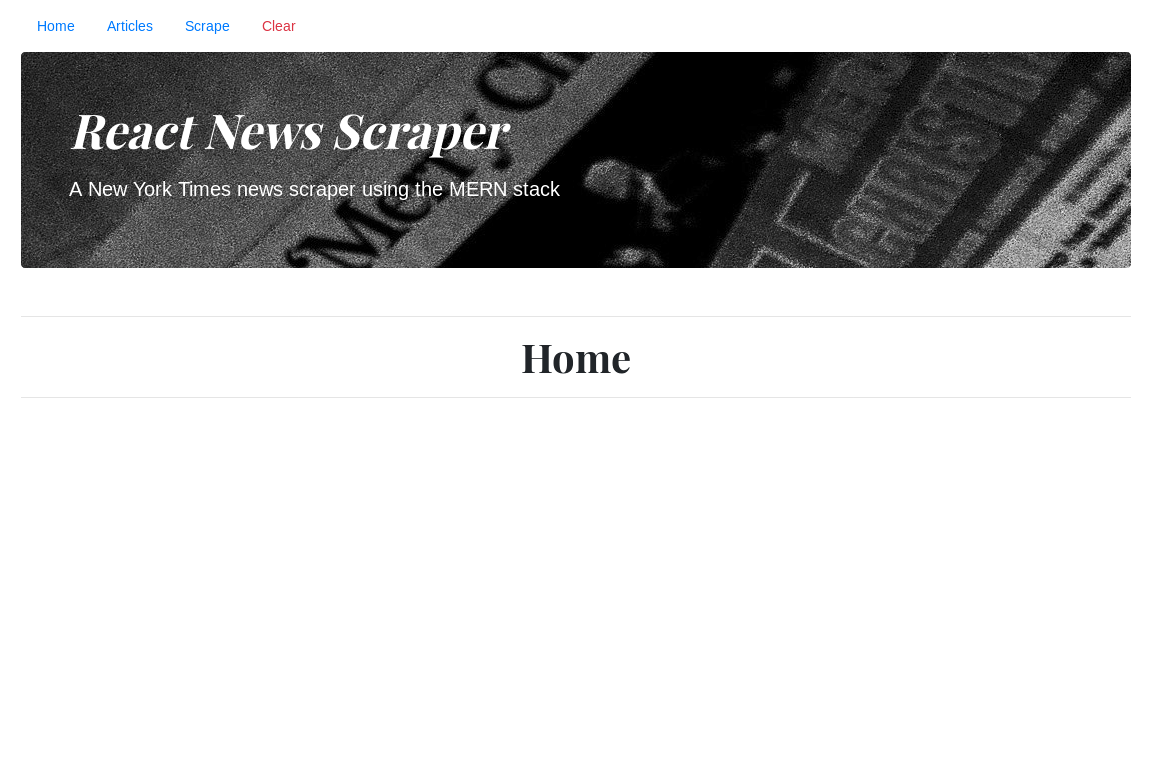 Home Articles Scrape Clear
React News Scraper
A New York Times news scraper using the MERN stack
Home